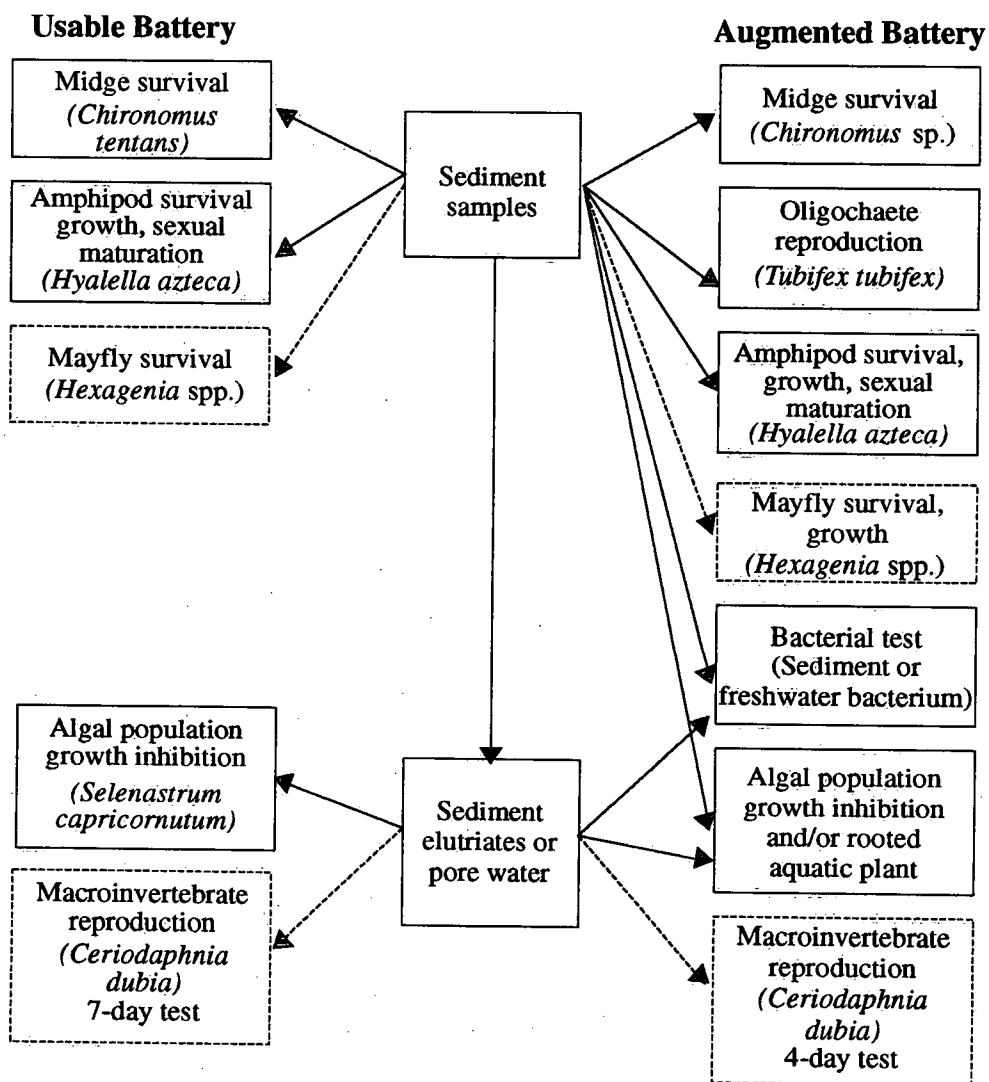 Usable Battery
Midge survival
(Chironomus
tentans)
Amphipod survival
growth, sexual
maturation
(Hyalella azteca)
Mayfly survival
(Hexagenia spp.)
Algal population
growth inhibition
(Selenastrum
capricornutum)
Macroinvertebrate
reproduction
(Ceriodaphnia
dubia)
7-day test
Sediment
samples
Sediment
elutriates or
pore water
Augmented Battery
Midge survival
(Chironomus sp.)
Oligochaete
reproduction
(Tubifex tubifex)
Amphipod survival,
growth, sexual
maturation
(Hyalella azteca)
Mayfly survival,
growth
(Hexagenia spp.)
Bacterial test
(Sediment or
freshwater bacterium)
Algal population
growth inhibition
and/or rooted
aquatic plant
Macroinvertebrate
reproduction
(Ceriodaphnia
dubia)
4-day test